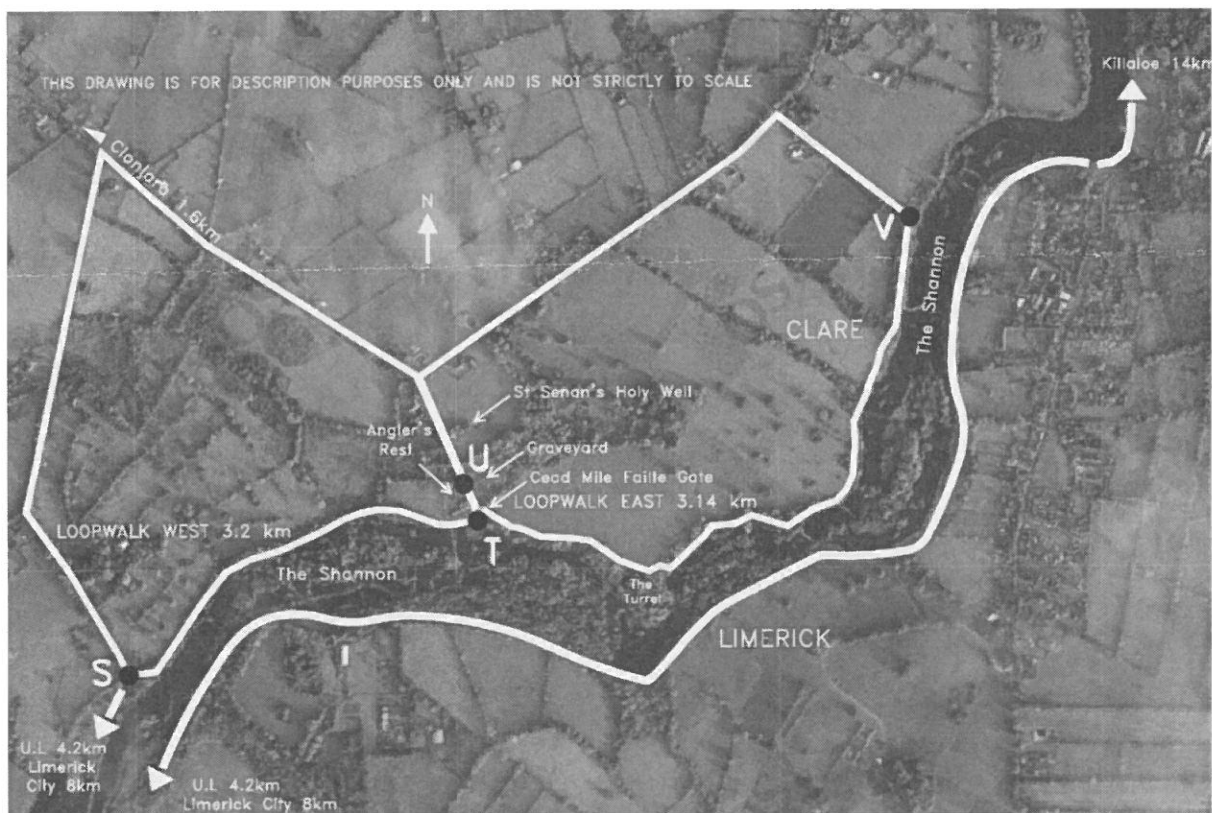 THIS DRAWING IS FOR DESCRIPTION PURPOSES ONLY AND IS NOT STRICTLY TO SCALE
Killaloe 14km
Clonlara 1.6km
N
V
The Shannon
CLARE
St Senan's Holy Well
Angler's
Rest
U
Graveyard
Cead Mile Failte Gate
LOOPWALK EAST 3.14 km
LOOPWALK WEST 3.2 km
T
The Shannon
The
Turret
LIMERICK
S
U.L 4.2km
Limerick
City 8km
U.L 4.2km
Limerick City 8km